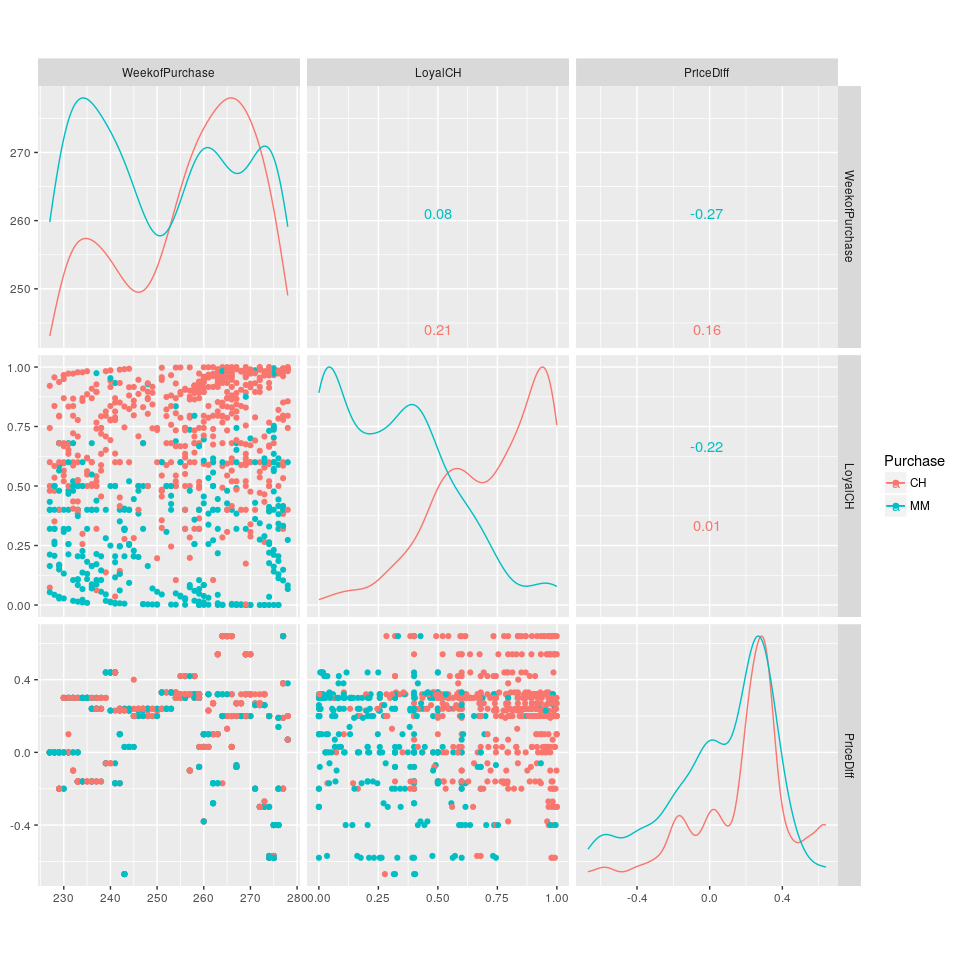 WeekofPurchase LoyalCH PriceDiff
270
260
250
WeekofPurchase
0.08 -0.27
0.21 0.16
1.00
0.75
0.50
0.25
0.00
LoyalCH
-0.22
0.01
0.4
0.0
-0.4
PriceDiff
230 240 250 260 270 280 0.00 0.25 0.50 0.75 1.00 -0.4 0.0 0.4
Purchase
a CH
a MM